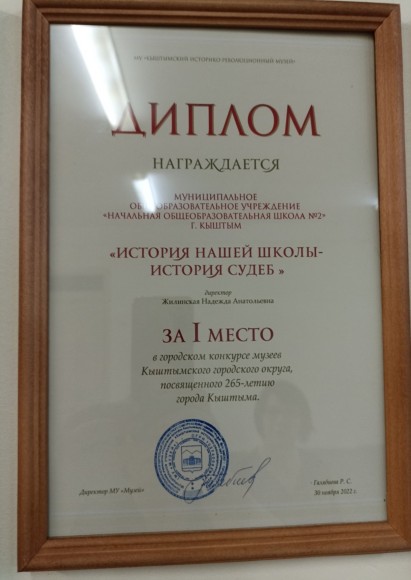 МУ «КЫШТЫМСКИЙ ИСТОРИКО-РЕВОЛЮЦИОННЫЙ МУЗЕЙ»
ДИПЛОМ
НАГРАЖДАЕТСЯ
МУНИЦИПАЛЬНОЕ
ОБЩЕОБРАЗОВАТЕЛЬНОЕ УЧРЕЖДЕНИЕ
«НАЧАЛЬНАЯ ОБЩЕОБРАЗОВАТЕЛЬНАЯ ШКОЛА №2»
Г. КЫШТЫМ
«ИСТОРИЯ НАШЕЙ ШКОЛЫ-
ИСТОРИЯ СУДЕБ »
Директор
Жилинская Надежда Анатольевна
ЗА I МЕСТО
в городском конкурсе музеев
Кыштымского городского округа,
посвященного 265-летию
города Кыштыма.
Директор МУ «Музей»
Р. С.
30 ноября 2022 г.